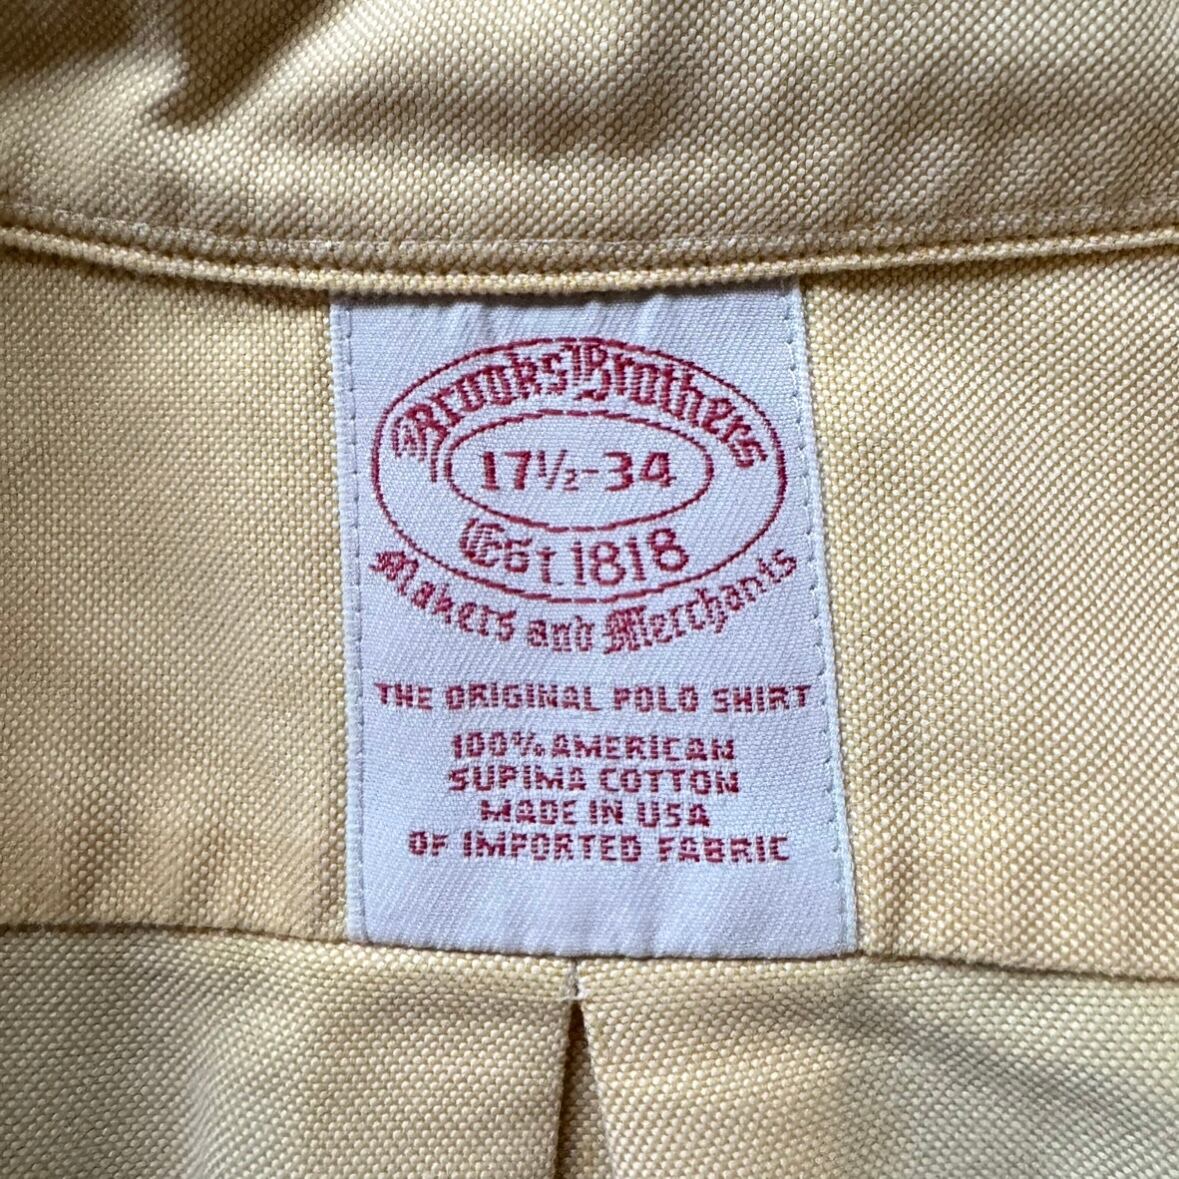 Brooks Brothers
17½-34
Est. 1818
Makers and Merchants
THE ORIGINAL POLO SHIRT
100% AMERICAN
SUPIMA COTTON
MADE IN USA
OF IMPORTED FABRIC